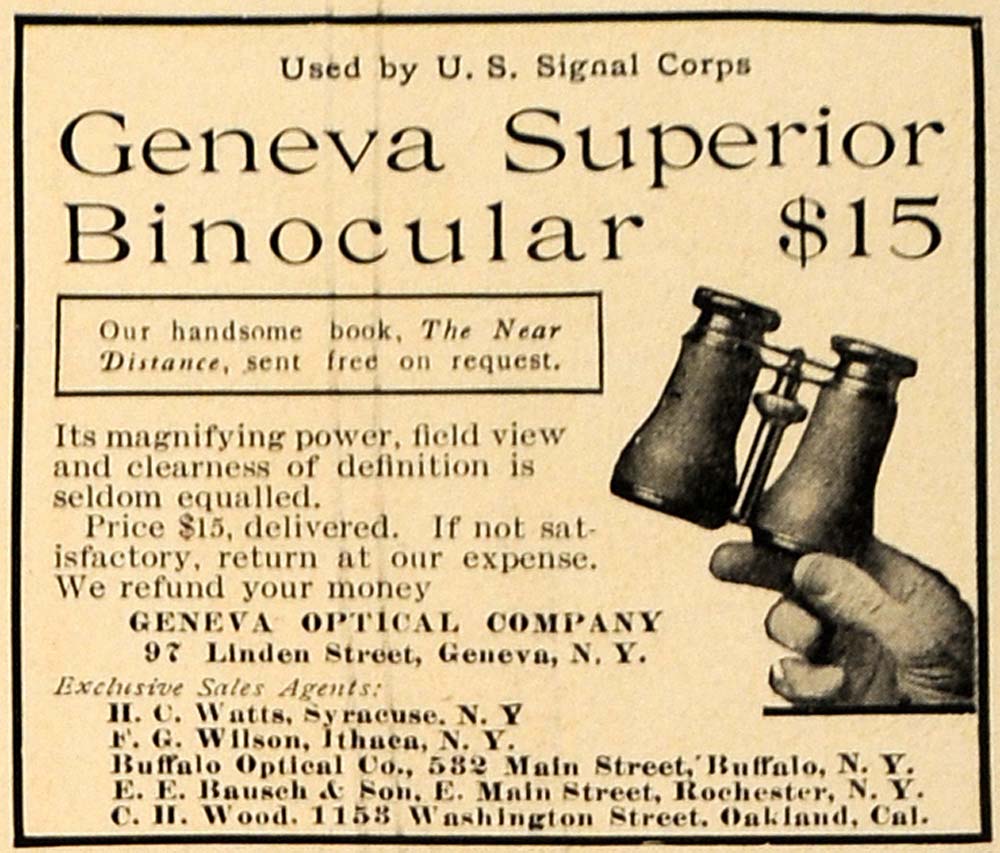 Used by U. S. Signal Corps
Geneva Superior
Binocular $15
Our handsome book, The Near
Distance, sent free on request.
Its magnifying power, field view
and clearness of definition is
seldom equalled.
Price $15, delivered. If not sat-
isfactory, return at our expense.
We refund your money
GENEVA OPTICAL COMPANY
97 Linden Street, Geneva, N. Y.
Exclusive Sales Agents:
H. C. Watts, Syracuse, N. Y
F. G. Wilson, Ithaca, N. Y.
Buffalo Optical Co., 532 Main Street, Buffalo, N. Y.
E. E. Bausch & Son, E. Main Street, Rochester, N. Y.
C. H. Wood, 1153 Washington Street, Oakland, Cal.